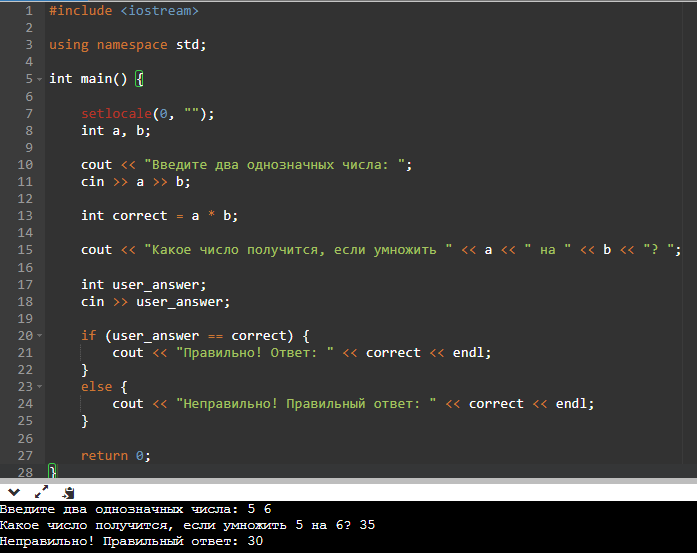 1 #include <iostream>
2
3 using namespace std;
4
5 int main() {
6
7     setlocale(0, "");
8     int a, b;
9
10     cout << "Введите два однозначных числа: ";
11     cin >> a >> b;
12
13     int correct = a * b;
14
15     cout << "Какое число получится, если умножить " << a << " на " << b << "? ";
16
17     int user_answer;
18     cin >> user_answer;
19
20     if (user_answer == correct) {
21         cout << "Правильно! Ответ: " << correct << endl;
22     }
23     else {
24         cout << "Неправильно! Правильный ответ: " << correct << endl;
25     }
26
27     return 0;
28 }
Введите два однозначных числа: 5 6
Какое число получится, если умножить 5 на 6? 35
Неправильно! Правильный ответ: 30